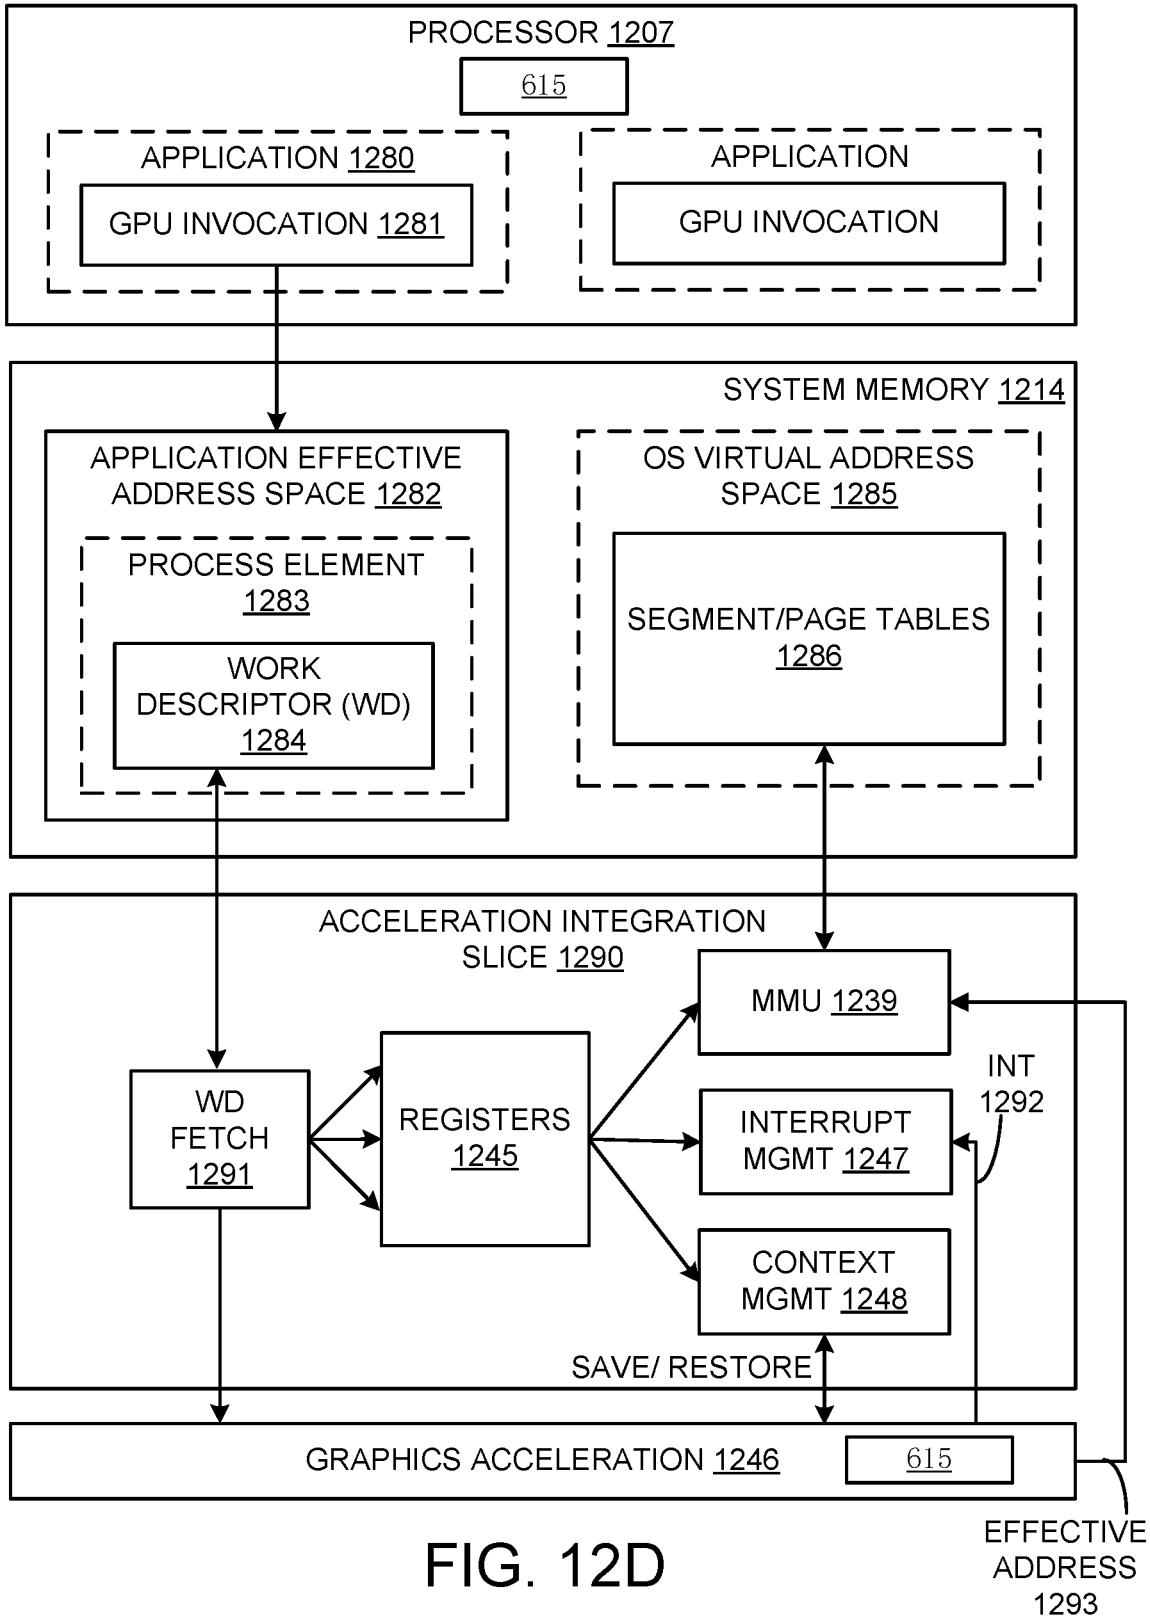 PROCESSOR 1207
615
APPLICATION 1280
GPU INVOCATION 1281
APPLICATION
GPU INVOCATION
SYSTEM MEMORY 1214
APPLICATION EFFECTIVE
ADDRESS SPACE 1282
PROCESS ELEMENT
1283
WORK
DESCRIPTOR (WD)
1284
OS VIRTUAL ADDRESS
SPACE 1285
SEGMENT/PAGE TABLES
1286
ACCELERATION INTEGRATION
SLICE 1290
WD
FETCH
1291
REGISTERS
1245
MMU 1239
INTERRUPT
MGMT 1247
CONTEXT
MGMT 1248
INT
1292
SAVE/ RESTORE
GRAPHICS ACCELERATION 1246
615
EFFECTIVE
ADDRESS
1293
FIG. 12D